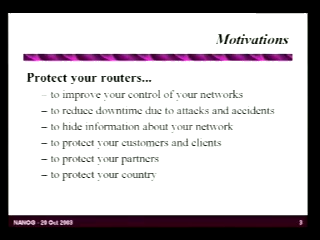 Motivations
Protect your routers...
– to improve your control of your networks
– to reduce downtime due to attacks and accidents
– to hide information about your network
– to protect your customers and clients
– to protect your partners
– to protect your country
NANOG - 20 Oct 2003
3